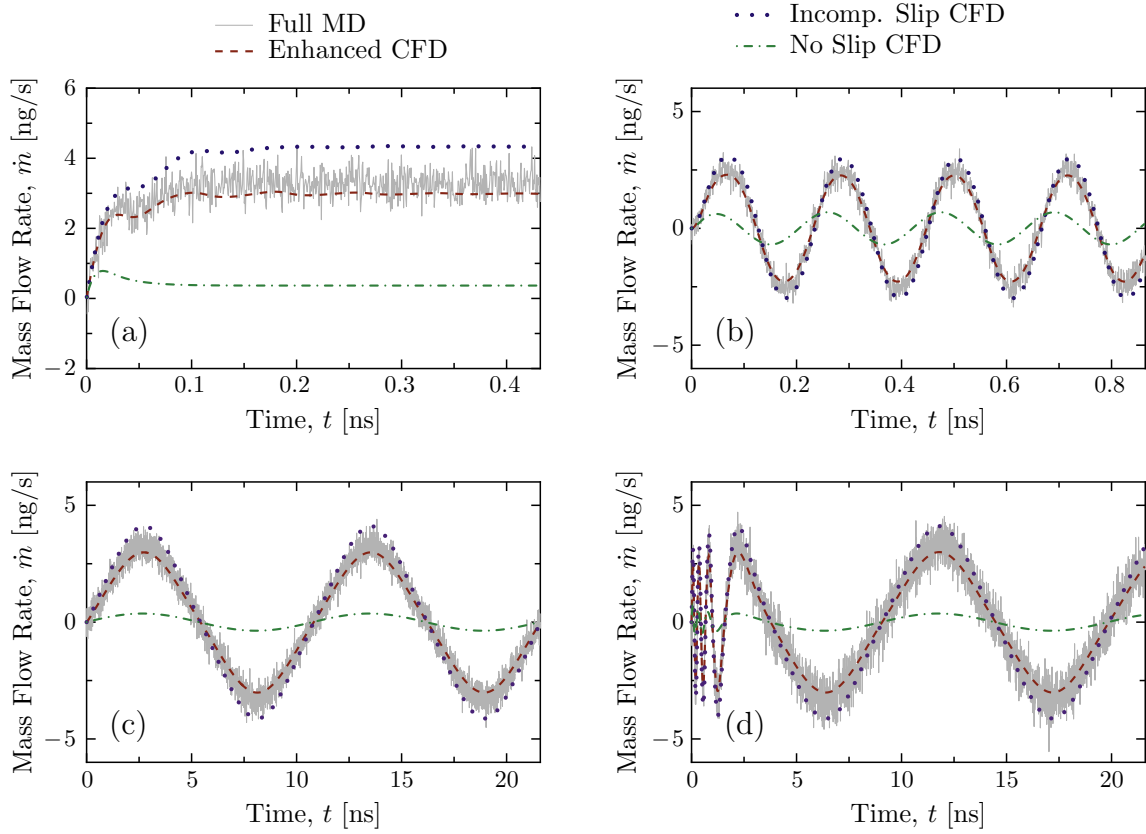 Full MD
Enhanced CFD
Incomp. Slip CFD
No Slip CFD
Mass Flow Rate, ṁ [ng/s]
6
4
2
0
−2
(a)
0 0.1 0.2 0.3 0.4
Time, t [ns]
Mass Flow Rate, ṁ [ng/s]
5
0
−5
(b)
0 0.2 0.4 0.6 0.8
Time, t [ns]
Mass Flow Rate, ṁ [ng/s]
5
0
−5
(c)
0 5 10 15 20
Time, t [ns]
Mass Flow Rate, ṁ [ng/s]
5
0
−5
(d)
0 5 10 15 20
Time, t [ns]